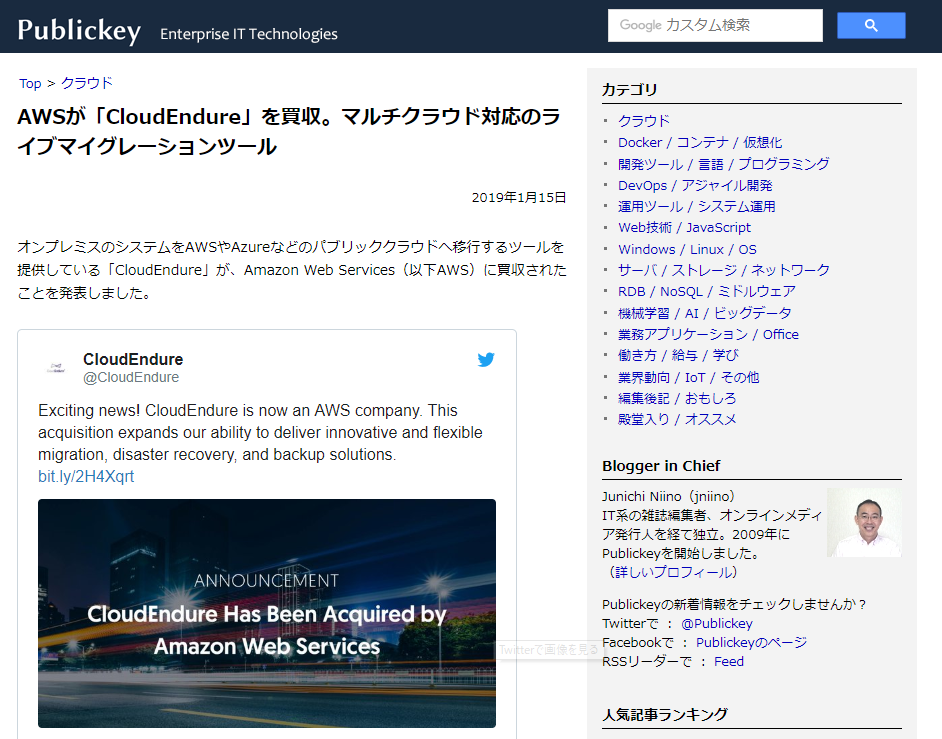 Publickey Enterprise IT Technologies
Google カスタム検索
Top > クラウド
AWSが「CloudEndure」を買収。マルチクラウド対応のラ
イブマイグレーションツール
2019年1月15日
オンプレミスのシステムをAWSやAzureなどのパブリッククラウドへ移行するツールを
提供している「CloudEndure」が、Amazon Web Services（以下AWS）に買収された
ことを発表しました。
CloudEndure
@CloudEndure
Exciting news! CloudEndure is now an AWS company. This
acquisition expands our ability to deliver innovative and flexible
migration, disaster recovery, and backup solutions.
bit.ly/2H4Xqrt
ANNOUNCEMENT
CloudEndure Has Been Acquired by
Amazon Web Services
Twitterで画像を見る
カテゴリ
クラウド
Docker / コンテナ / 仮想化
開発ツール / 言語 / プログラミング
DevOps / アジャイル開発
運用ツール / システム運用
Web技術 / JavaScript
Windows / Linux / OS
サーバ / ストレージ / ネットワーク
RDB / NoSQL / ミドルウェア
機械学習 / AI / ビッグデータ
業務アプリケーション / Office
働き方 / 給与 / 学び
業界動向 / IoT / その他
編集後記 / おもしろ
殿堂入り / オススメ
Blogger in Chief
Junichi Niino（jniino）
IT系の雑誌編集者、オンラインメディ
ア発行人を経て独立。2009年に
Publickeyを開始しました。
（詳しいプロフィール）
Publickeyの新着情報をチェックしませんか？
Twitterで ： @Publickey
Facebookで ： Publickeyのページ
RSSリーダーで ： Feed
人気記事ランキング